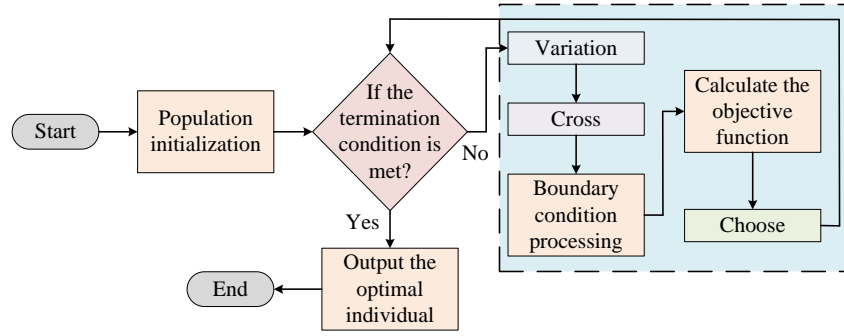 Start
Population
initialization
If the
termination
condition is
met?
No
Yes
Output the
optimal
individual
End
Variation
Cross
Boundary
condition
processing
Calculate the
objective
function
Choose